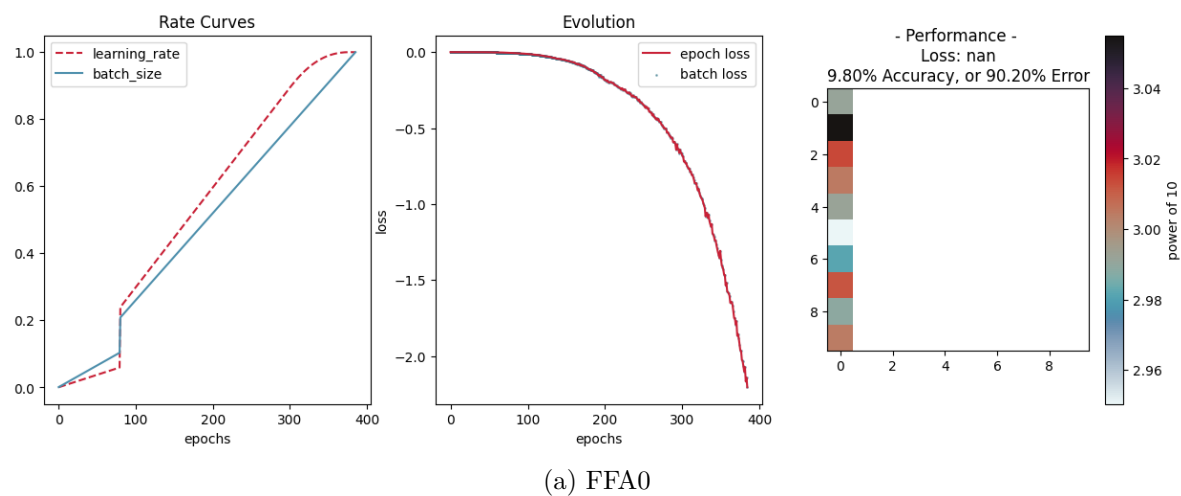 Rate Curves
learning_rate
batch_size
1.0
0.8
0.6
0.4
0.2
0.0
0
100
200
300
400
epochs
Evolution
epoch loss
batch loss
loss
0.0
−0.5
−1.0
−1.5
−2.0
0
100
200
300
400
epochs
- Performance -
Loss: nan
9.80% Accuracy, or 90.20% Error
0
2
4
6
8
0
2
4
6
8
3.04
3.02
3.00
2.98
2.96
power of 10
(a) FFA0